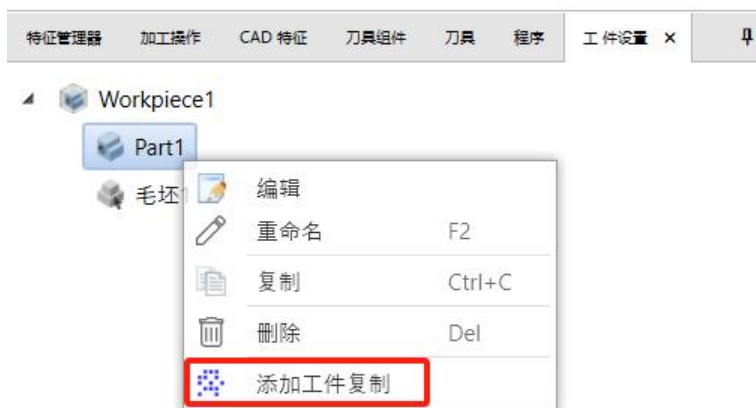 特征管理器 加工操作 CAD 特征 刀具组件 刀具 程序 工件设置
Workpiece1
Part1
毛坯1
编辑
重命名 F2
复制 Ctrl+C
删除 Del
添加工件复制